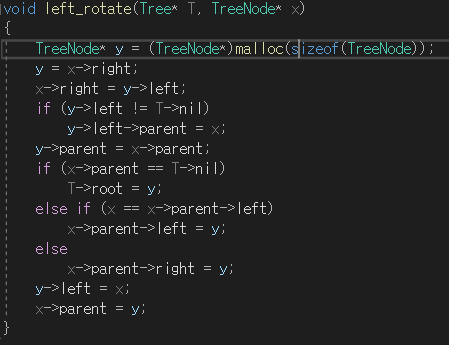 void left_rotate(Tree* T, TreeNode* x)
{
    TreeNode* y = (TreeNode*)malloc(sizeof(TreeNode));
    y = x->right;
    x->right = y->left;
    if (y->left != T->nil)
        y->left->parent = x;
    y->parent = x->parent;
    if (x->parent == T->nil)
        T->root = y;
    else if (x == x->parent->left)
        x->parent->left = y;
    else
        x->parent->right = y;
    y->left = x;
    x->parent = y;
}